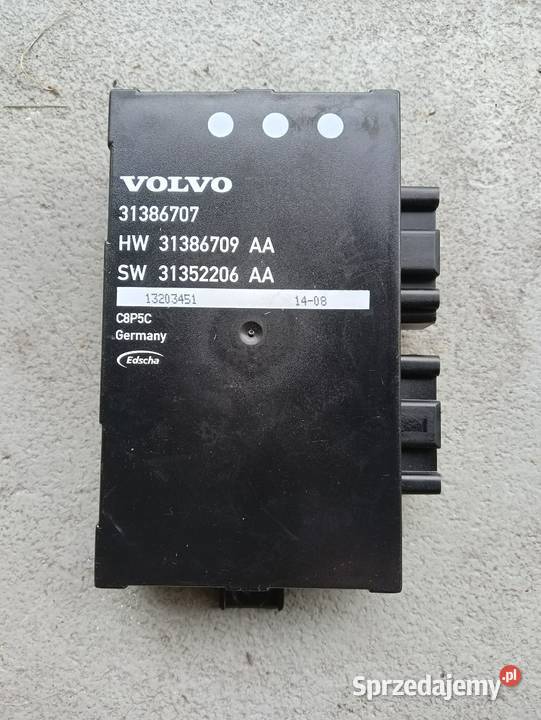 VOLVO
31386707
HW 31386709 AA
SW 31352206 AA
13203451 14-08
C8P5C
Germany
Edscha
Sprzedajemy.pl